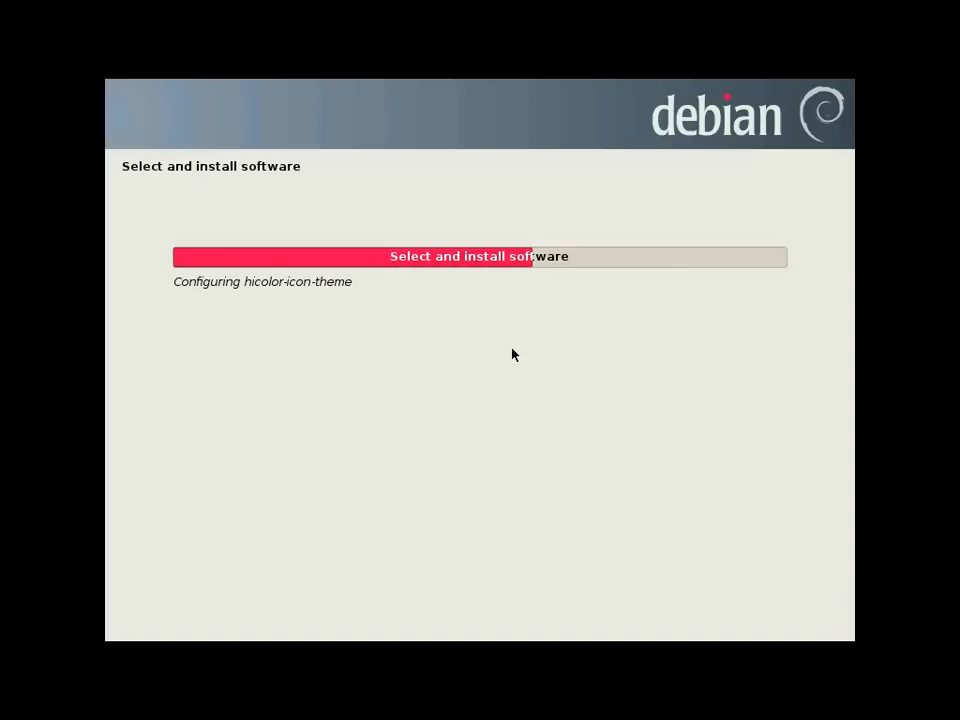 debian
Select and install software
Select and install software
Configuring hicolor-icon-theme